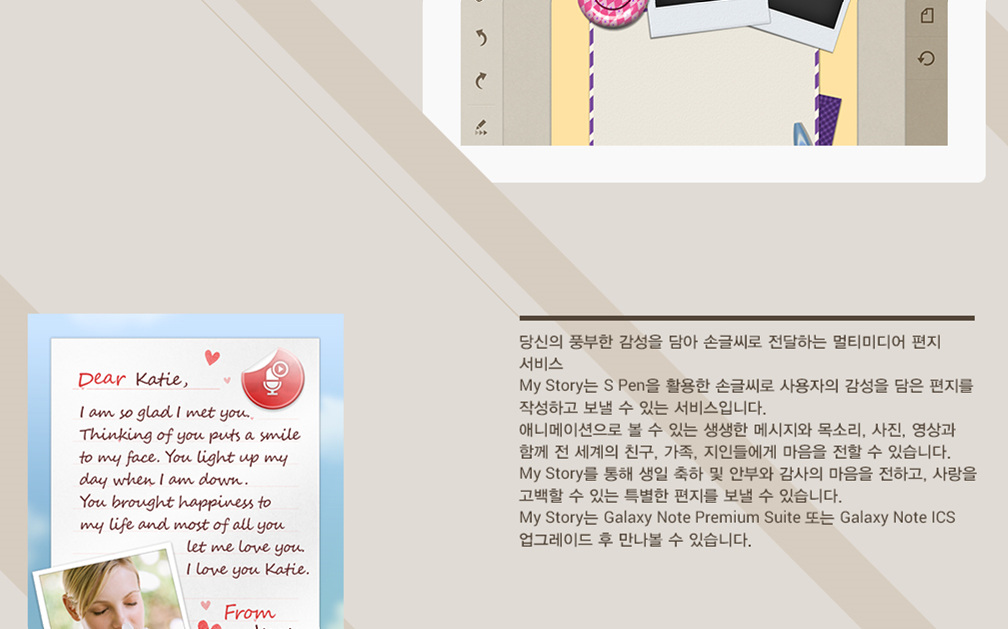 Dear Katie,
I am so glad I met you.
Thinking of you puts a smile
to my face. You light up my
day when I am down.
You brought happiness to
my life and most of all you
let me love you.
I love you Katie.
From
당신의 풍부한 감성을 담아 손글씨로 전달하는 멀티미디어 편지
서비스
My Story는 S Pen을 활용한 손글씨로 사용자의 감성을 담은 편지를
작성하고 보낼 수 있는 서비스입니다.
애니메이션으로 볼 수 있는 생생한 메시지와 목소리, 사진, 영상과
함께 전 세계의 친구, 가족, 지인들에게 마음을 전할 수 있습니다.
My Story를 통해 생일 축하 및 안부와 감사의 마음을 전하고, 사랑을
고백할 수 있는 특별한 편지를 보낼 수 있습니다.
My Story는 Galaxy Note Premium Suite 또는 Galaxy Note ICS
업그레이드 후 만나볼 수 있습니다.